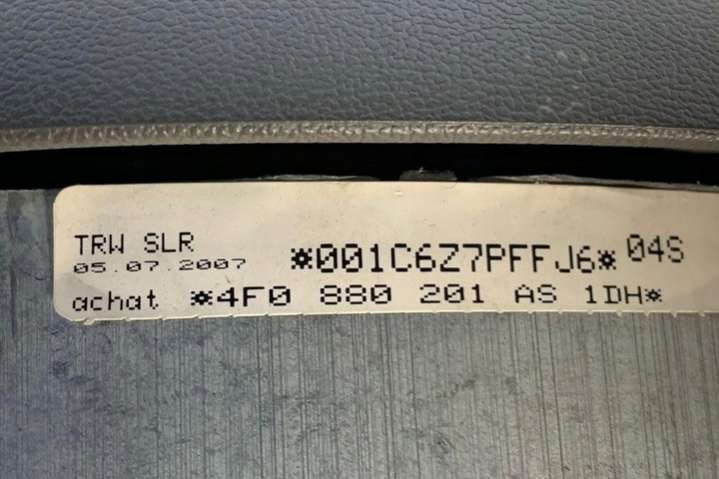 TRW SLR
05.07.2007 *001C6Z7PFFJ6* 04S
achat *4F0 880 201 AS 1DH*